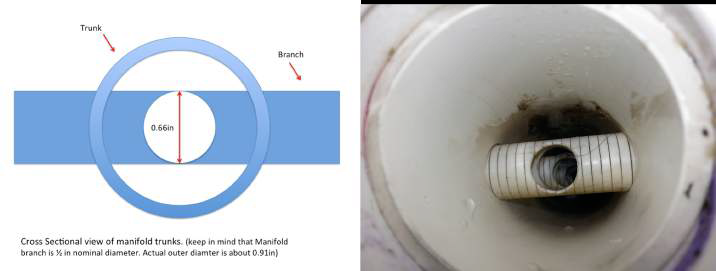 Trunk
Branch
0.66in
Cross Sectional view of manifold trunks. (keep in mind that Manifold
branch is ½ in nominal diameter. Actual outer diamter is about 0.91in)